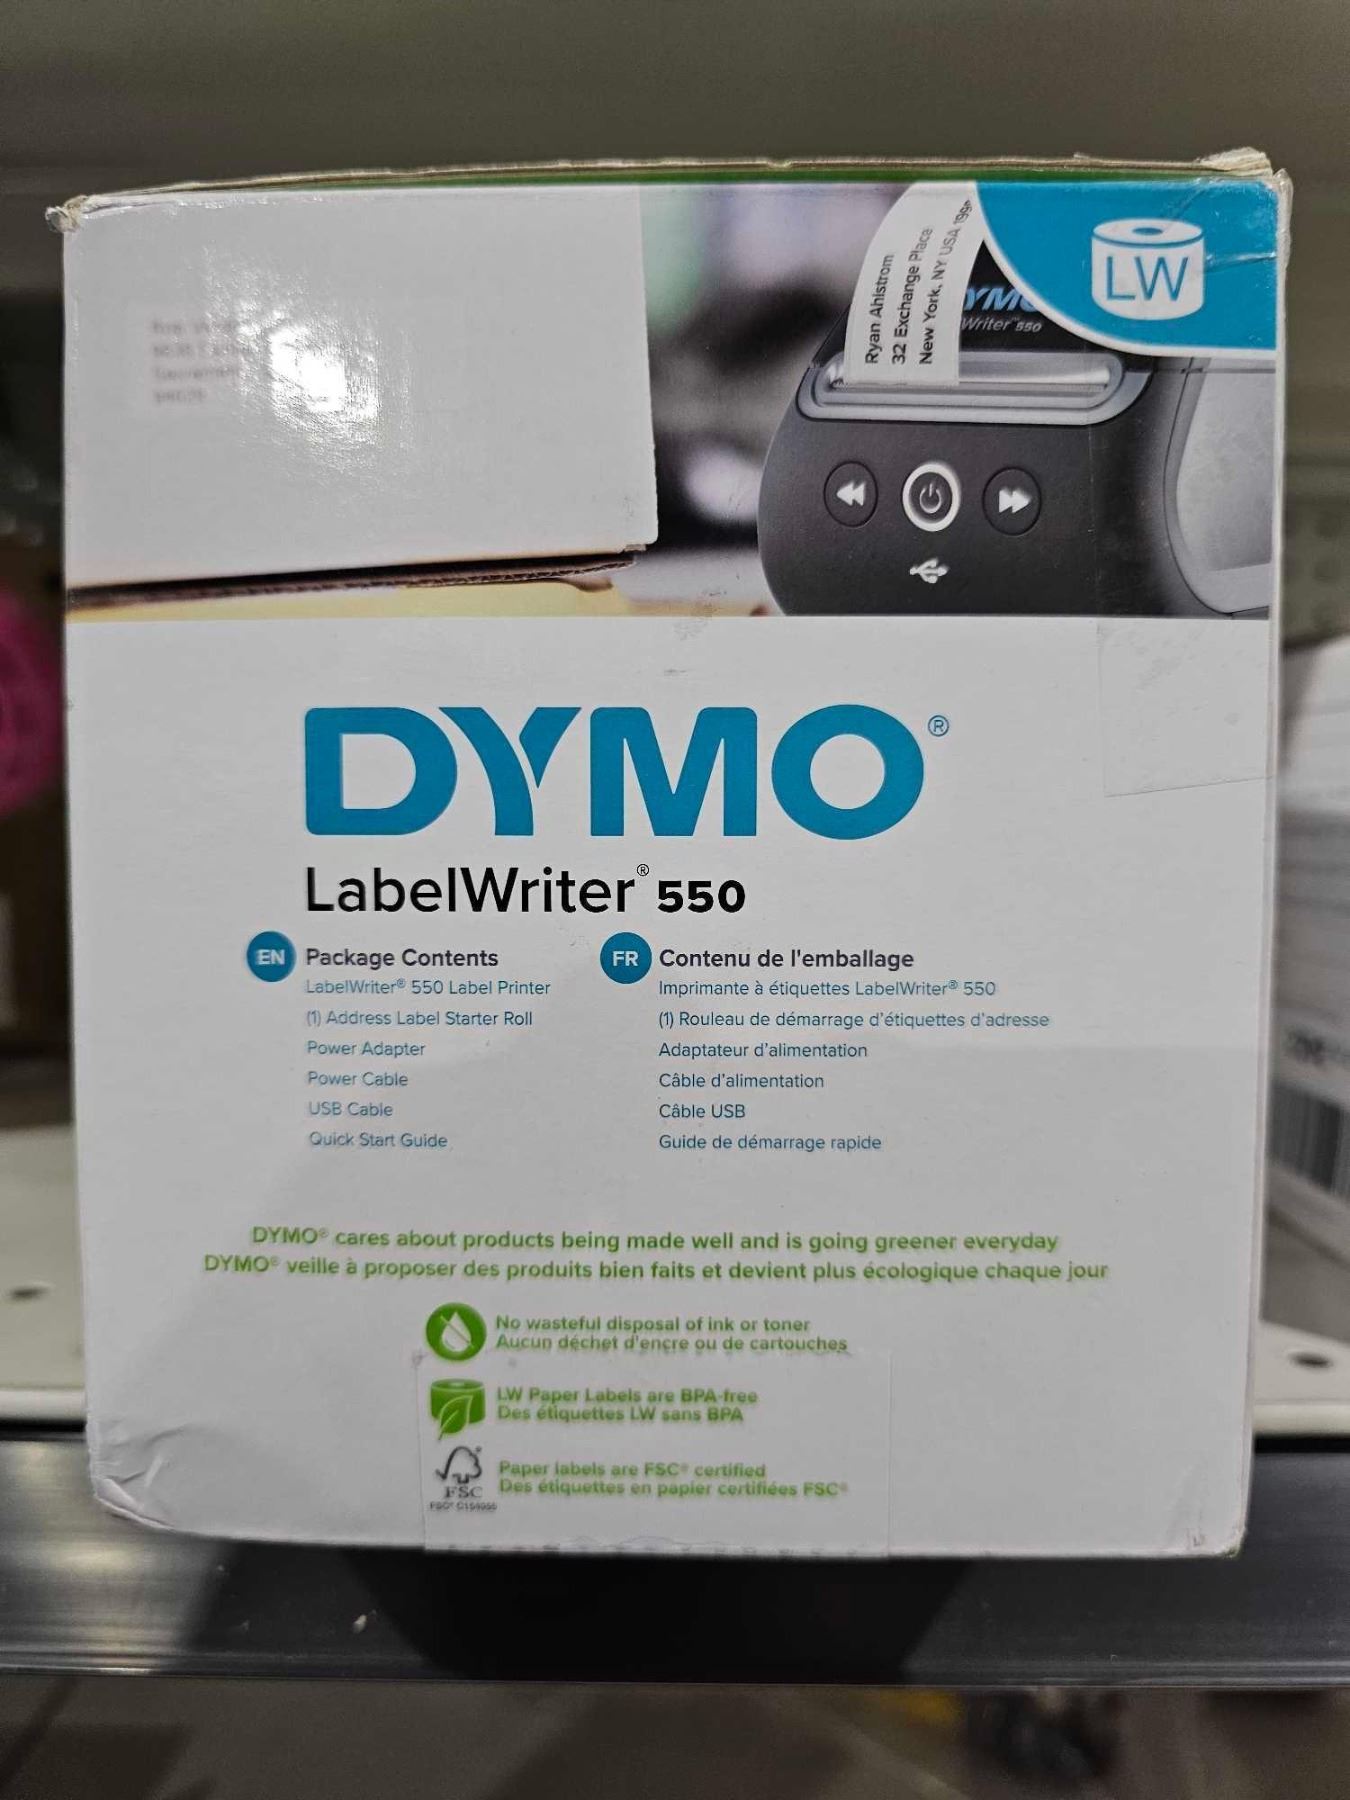 Ryan Ahlstrom
32 Exchange Place
New York, NY USA
LW
Writer 550
DYMO®
LabelWriter® 550
EN Package Contents
LabelWriter® 550 Label Printer
(1) Address Label Starter Roll
Power Adapter
Power Cable
USB Cable
Quick Start Guide
FR Contenu de l'emballage
Imprimante à étiquettes LabelWriter® 550
(1) Rouleau de démarrage d'étiquettes d'adresse
Adaptateur d'alimentation
Câble d'alimentation
Câble USB
Guide de démarrage rapide
DYMO® cares about products being made well and is going greener everyday
DYMO® veille à proposer des produits bien faits et devient plus écologique chaque jour
No wasteful disposal of ink or toner
Aucun déchet d'encre ou de cartouches
LW Paper Labels are BPA-free
Des étiquettes LW sans BPA
FSC
Paper labels are FSC® certified
Des étiquettes en papier certifiées FSC®